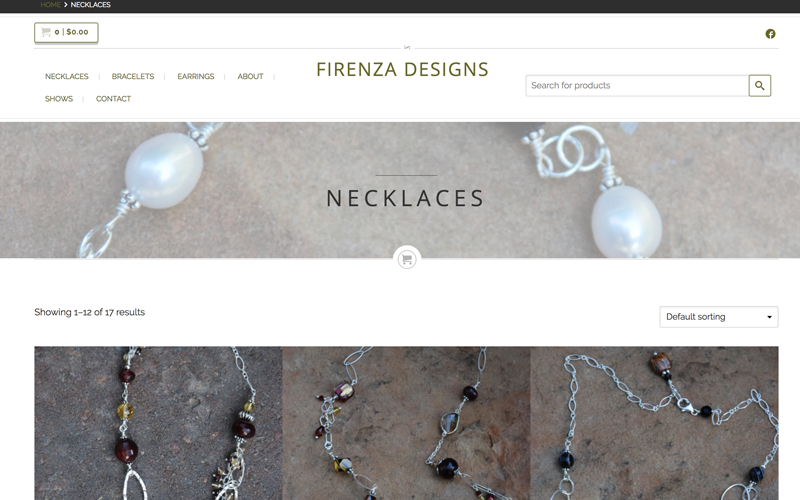 HOME > NECKLACES
0 | $0.00
FIRENZA DESIGNS
NECKLACES | BRACELETS | EARRINGS | ABOUT |
SHOWS | CONTACT
Search for products
NECKLACES
Showing 1–12 of 17 results
Default sorting